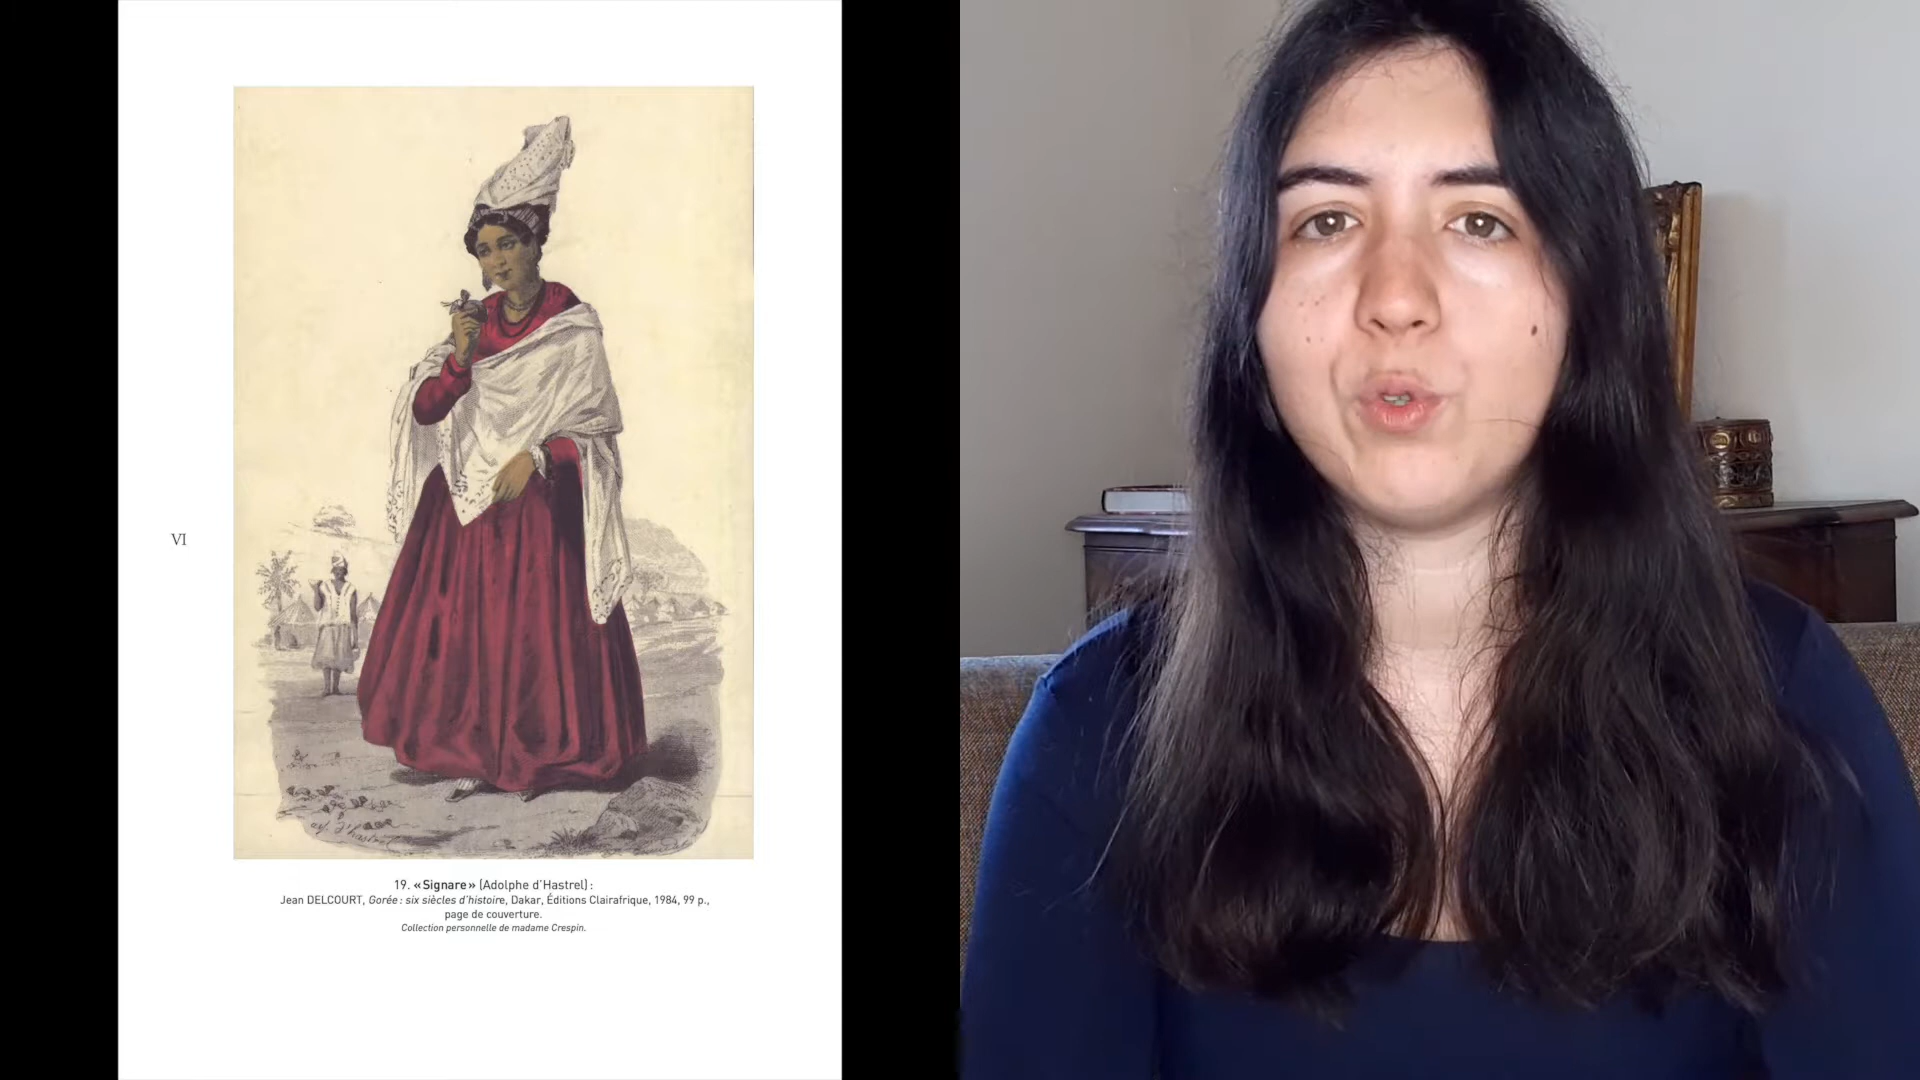 VI
19. «Signare» (Adolphe d'Hastrel) :
Jean DELCOURT, Gorée : six siècles d'histoire, Dakar, Éditions Clairafrique, 1984, 99 p.,
page de couverture.
Collection personnelle de madame Crespin.